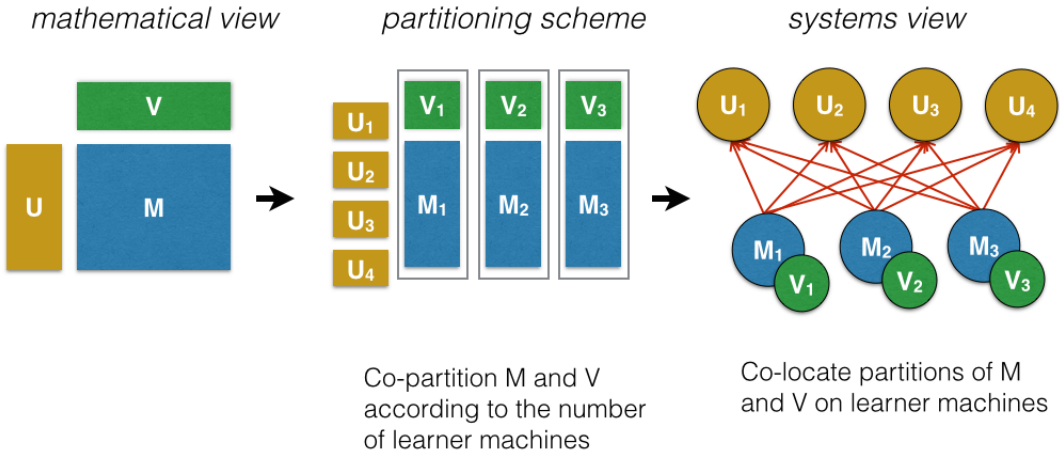 mathematical view
partitioning scheme
systems view
V
U
M
U₁
U₂
U₃
U₄
V₁
V₂
V₃
M₁
M₂
M₃
U₁
U₂
U₃
U₄
M₁
V₁
M₂
V₂
M₃
V₃
Co-partition M and V
according to the number
of learner machines
Co-locate partitions of M
and V on learner machines